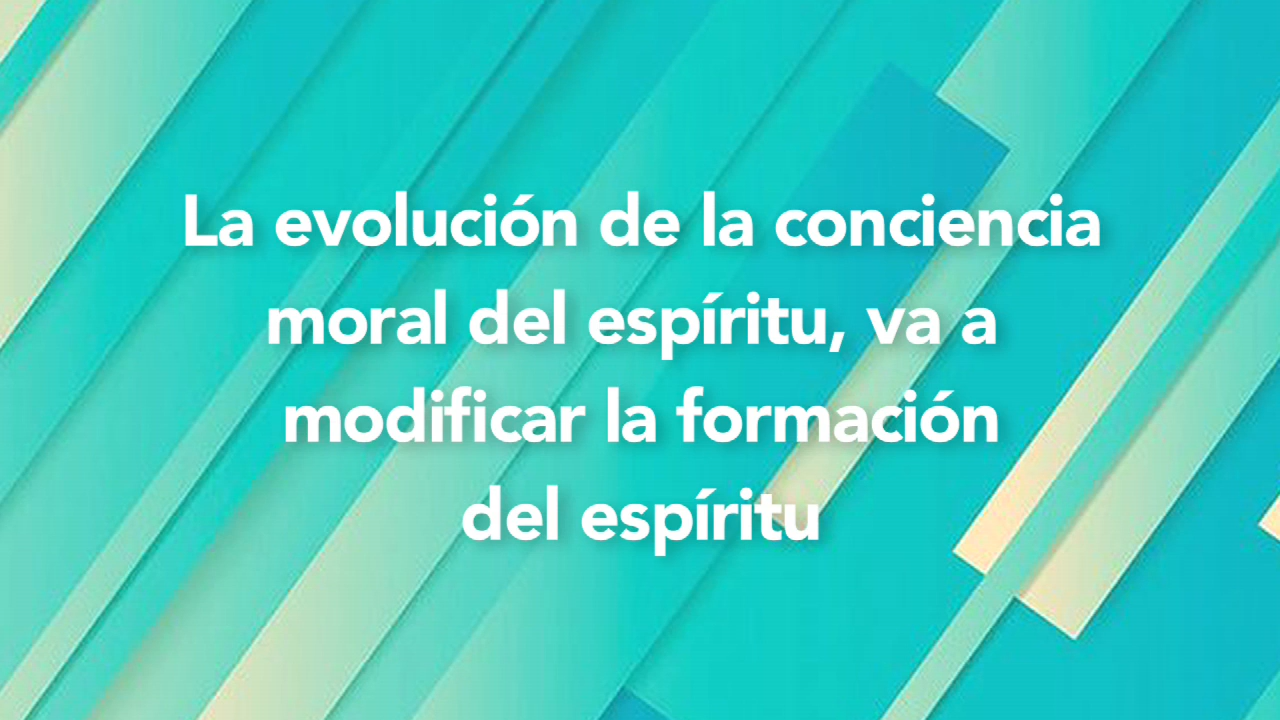 La evolución de la conciencia
moral del espíritu, va a
modificar la formación
del espíritu